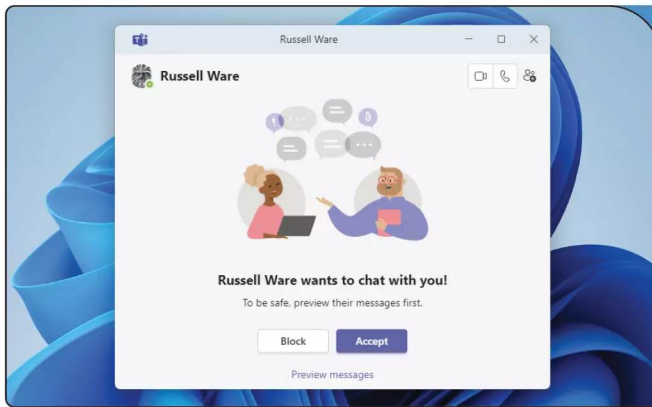 Russell Ware
Russell Ware
Russell Ware wants to chat with you!
To be safe, preview their messages first.
Block Accept
Preview messages